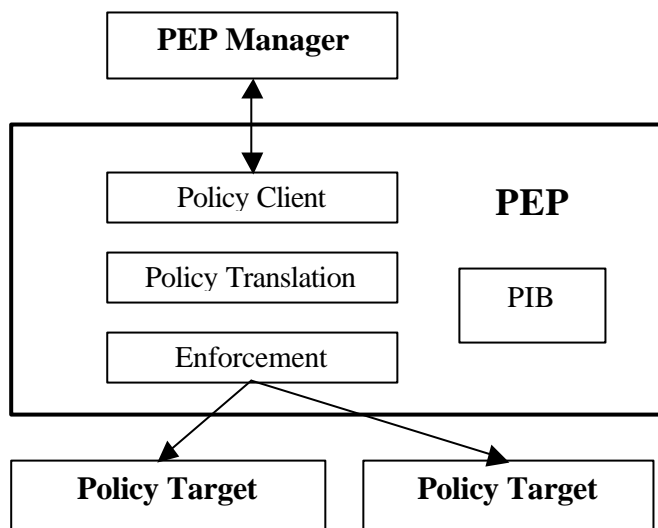 PEP Manager
Policy Client
PEP
Policy Translation
PIB
Enforcement
Policy Target
Policy Target